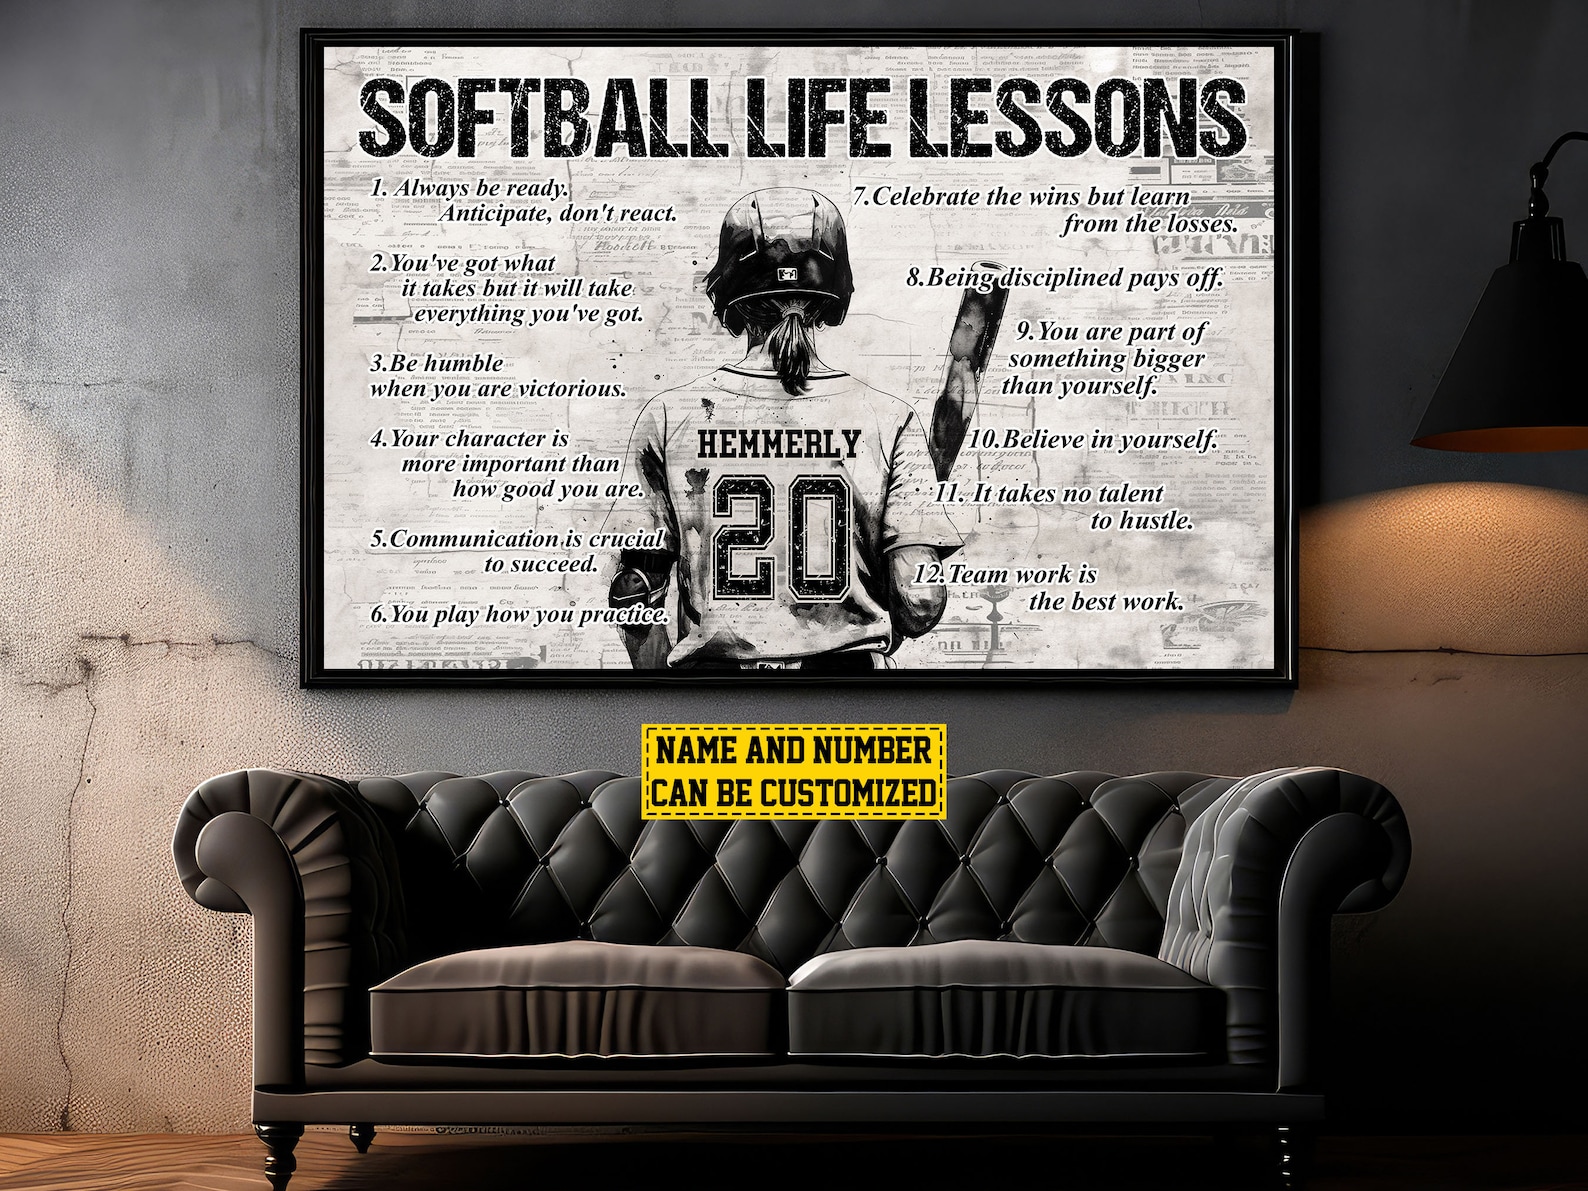 SOFTBALL LIFE LESSONS
1. Always be ready.
Anticipate, don't react.
2.You've got what
it takes but it will take
everything you've got.
3.Be humble
when you are victorious.
4.Your character is
more important than
how good you are.
5.Communication is crucial
to succeed.
6.You play how you practice.
7.Celebrate the wins but learn
from the losses.
8.Being disciplined pays off.
9.You are part of
something bigger
than yourself.
10.Believe in yourself.
11. It takes no talent
to hustle.
12.Team work is
the best work.
HEMMERLY
20
NAME AND NUMBER
CAN BE CUSTOMIZED